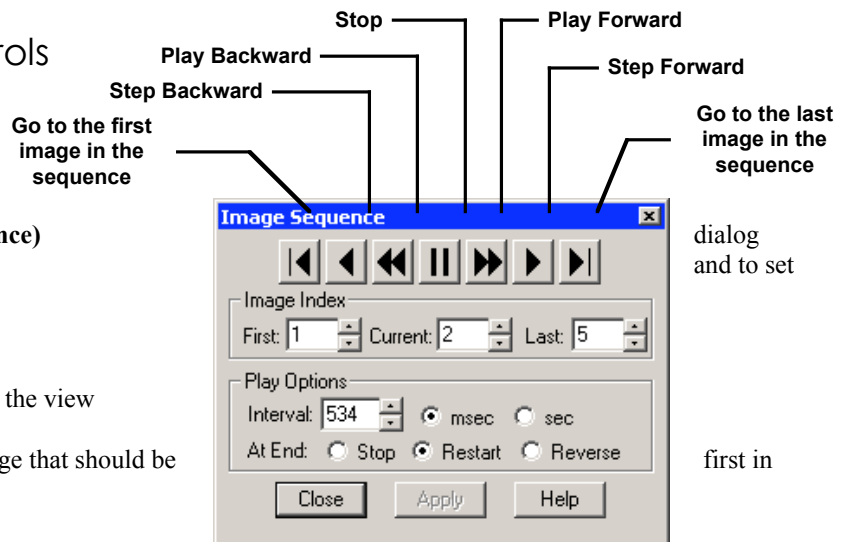 Stop
Play Forward
rols
Play Backward
Step Forward
Step Backward
Go to the first
image in the
sequence
Go to the last
image in the
sequence
Image Sequence
nce)
dialog
and to set
Image Index
First: 1 Current: 2 Last: 5
Play Options
the view
Interval: 534 msec sec
ge that should be
At End: Stop Restart Reverse
first in
Close Apply Help